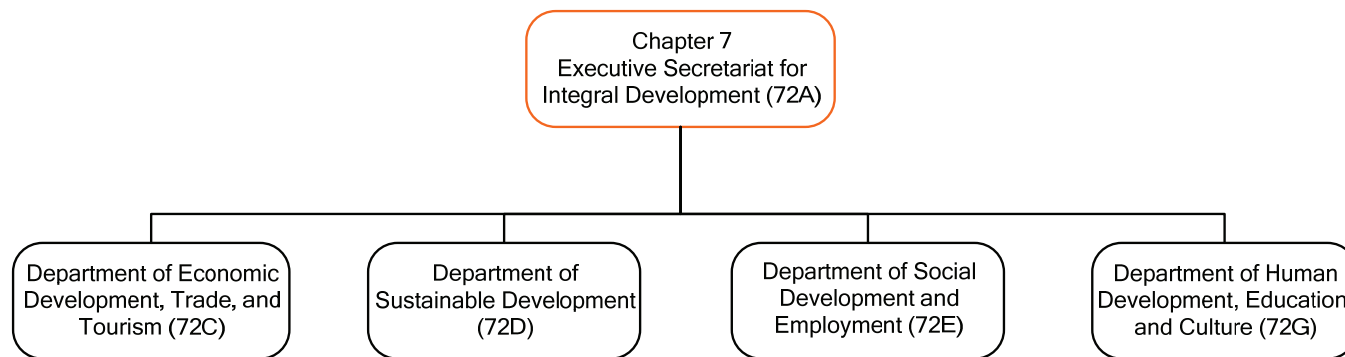 Chapter 7
Executive Secretariat for
Integral Development (72A)
Department of Economic
Development, Trade, and
Tourism (72C)
Department of
Sustainable Development
(72D)
Department of Social
Development and
Employment (72E)
Department of Human
Development, Education
and Culture (72G)